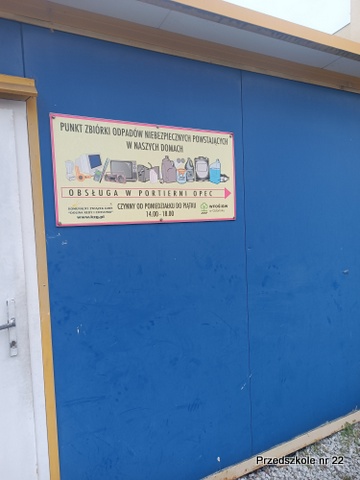 PUNKT ZBIÓRKI ODPADÓW NIEBEZPIECZNYCH POWSTAJĄCYCH
W NASZYCH DOMACH
OBSŁUGA W PORTIERNI OPEC
CZYNNY OD PONIEDZIAŁKU DO PIĄTKU
14.00 - 18.00
Przedszkole nr 22